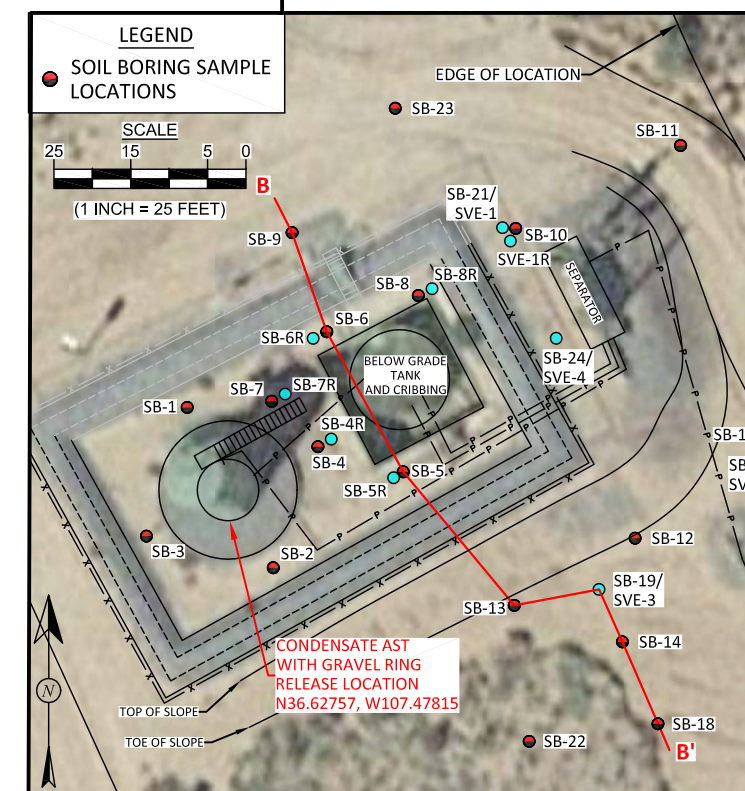 LEGEND
SOIL BORING SAMPLE
LOCATIONS
SCALE
25 15 5 0
(1 INCH = 25 FEET)
EDGE OF LOCATION
SB-23
SB-11
B
SB-9
SB-21/
SVE-1
SB-10
SVE-1R
SEPARATOR
SB-8
SB-8R
SB-6
SB-6R
SB-24/
SVE-4
BELOW GRADE
TANK
AND CRIBBING
SB-7
SB-7R
SB-1
SB-4R
SB-4
SB-5
SB-5R
SB-1
SB
SV
SB-3
SB-2
SB-12
SB-19/
SVE-3
SB-13
SB-14
CONDENSATE AST
WITH GRAVEL RING
RELEASE LOCATION
N36.62757, W107.47815
TOP OF SLOPE
TOE OF SLOPE
N
SB-18
SB-22
B'